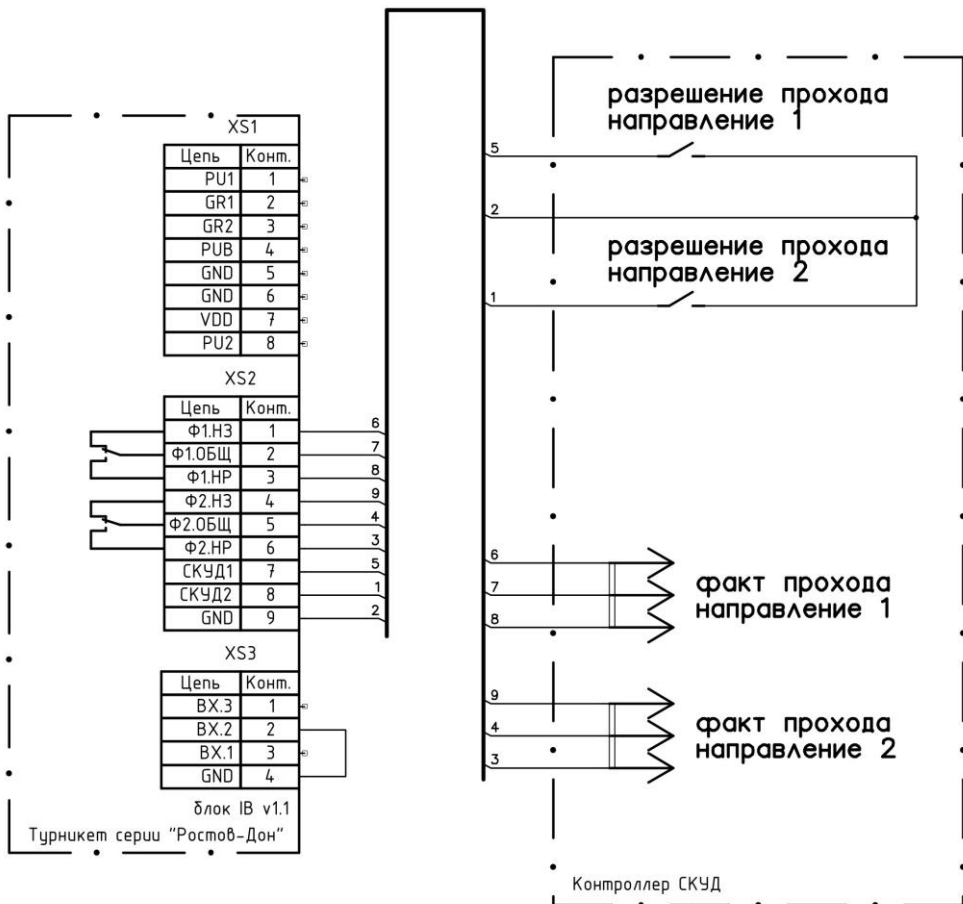 XS1
Цепь Конт.
PU1 1
GR1 2
GR2 3
PUB 4
GND 5
GND 6
VDD 7
PU2 8
XS2
Цепь Конт.
Ф1.НЗ 1 6
Ф1.ОБЩ 2 7
Ф1.НР 3 8
Ф2.НЗ 4 9
Ф2.ОБЩ 5 4
Ф2.НР 6 3
СКУД1 7 5
СКУД2 8 1
GND 9 2
XS3
Цепь Конт.
ВХ.3 1
ВХ.2 2
ВХ.1 3
GND 4
блок IB v1.1
Турникет серии "Ростов-Дон"
разрешение прохода
направление 1
5
2
разрешение прохода
направление 2
1
6
7
8
факт прохода
направление 1
9
4
3
факт прохода
направление 2
Контроллер СКУД